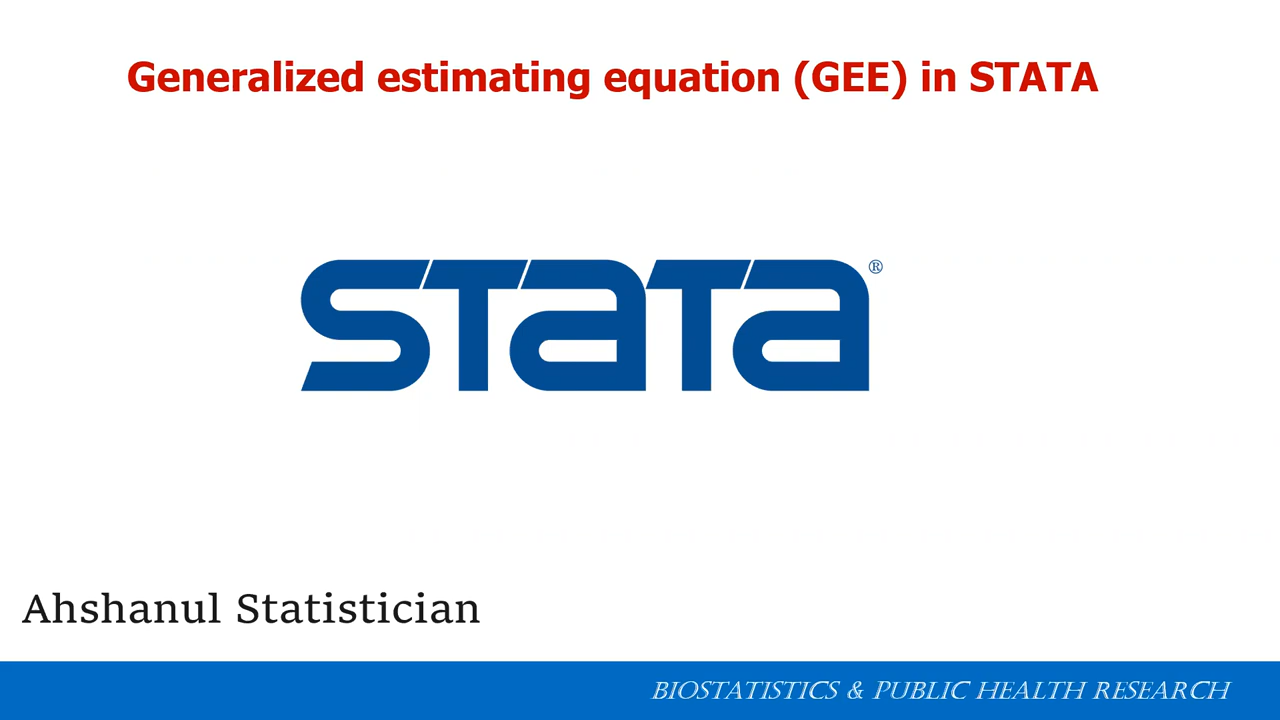 Generalized estimating equation (GEE) in STATA
STATA®
Ahshanul Statistician
BIOSTATISTICS & PUBLIC HEALTH RESEARCH